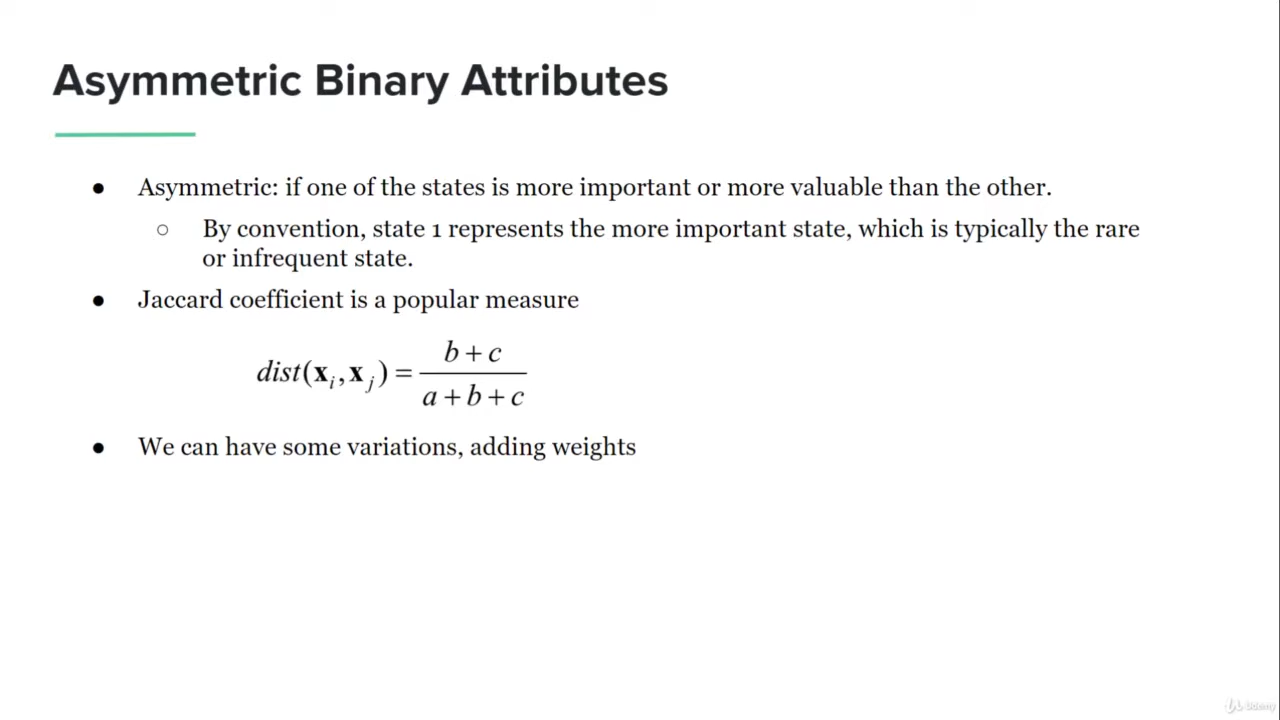 Asymmetric Binary Attributes
● Asymmetric: if one of the states is more important or more valuable than the other.
○ By convention, state 1 represents the more important state, which is typically the rare
or infrequent state.
● Jaccard coefficient is a popular measure
dist(xᵢ, xⱼ) = (b + c) / (a + b + c)
● We can have some variations, adding weights
Udemy